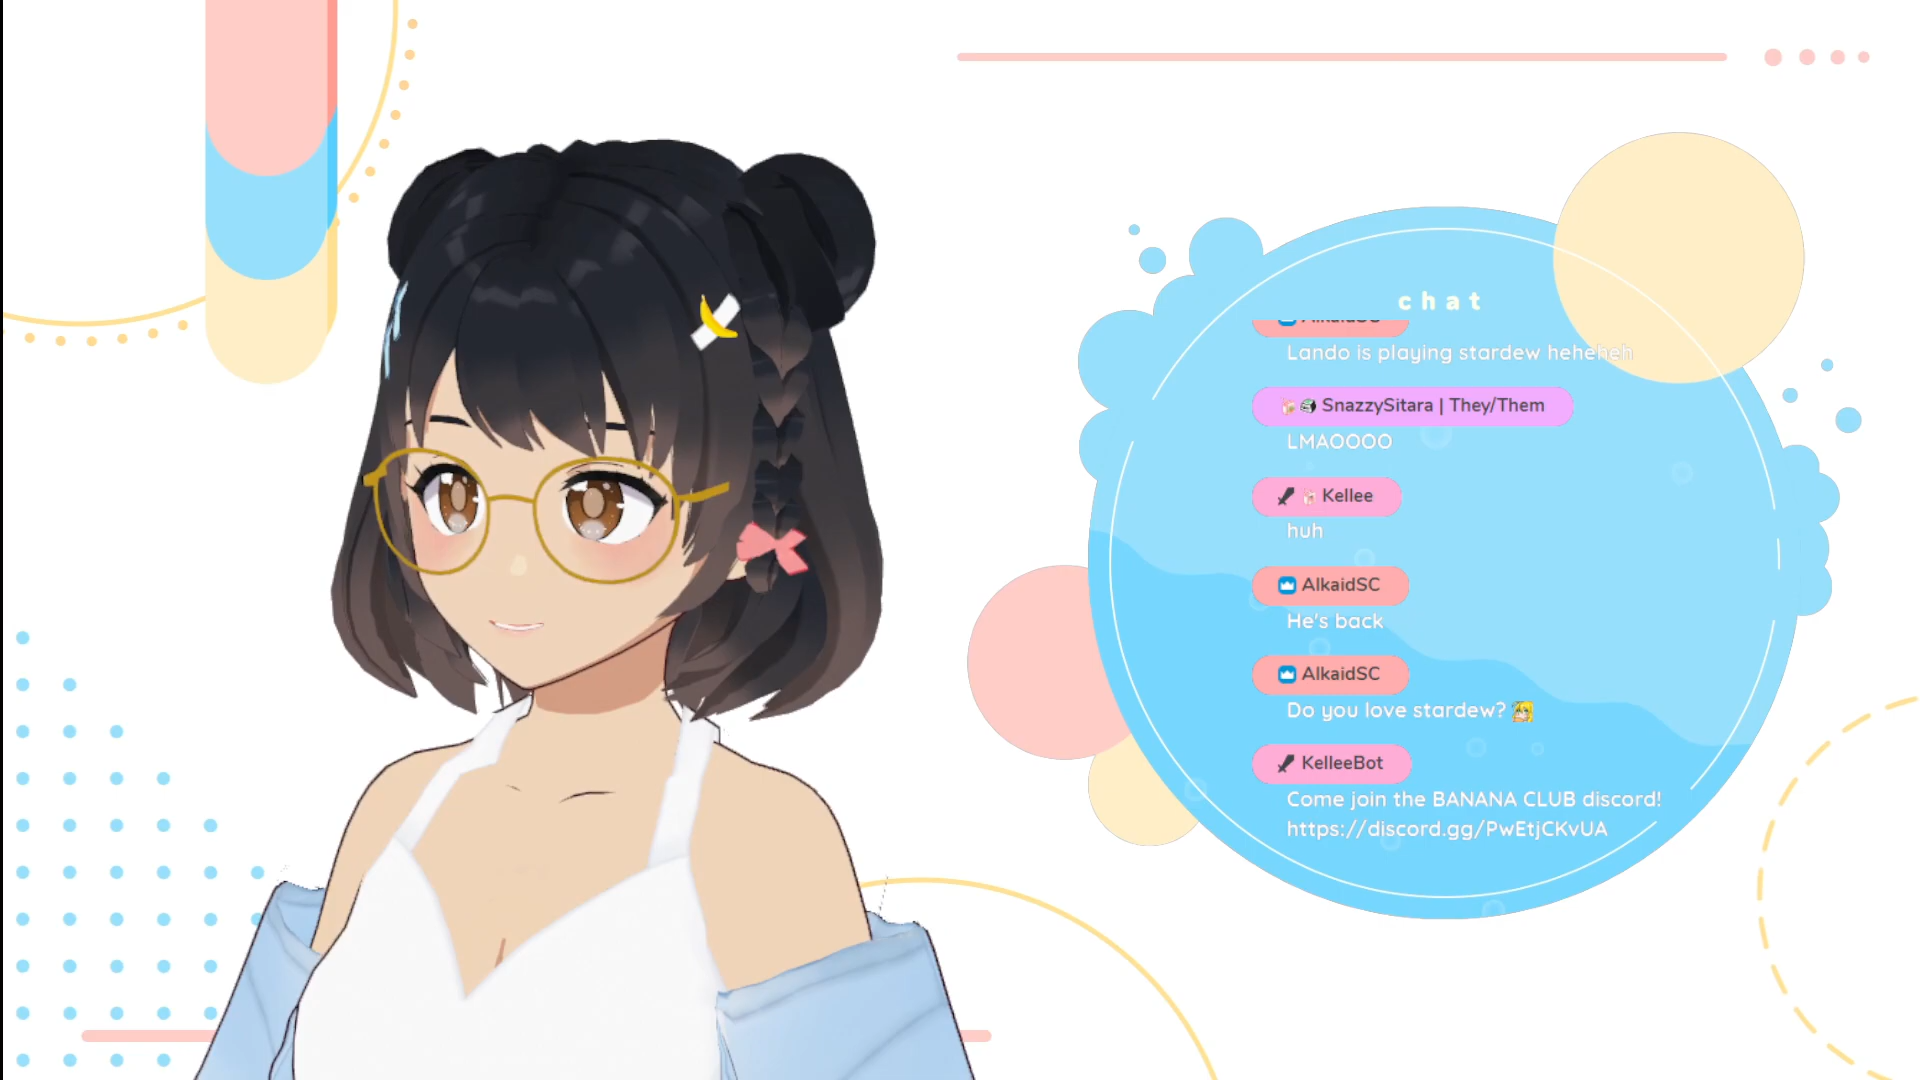 chat
AlkaidSC
Lando is playing stardew heheheh
SnazzySitara | They/Them
LMAOOOO
Kellee
huh
AlkaidSC
He's back
AlkaidSC
Do you love stardew?
KelleeBot
Come join the BANANA CLUB discord!
https://discord.gg/PwEtjCKvUA